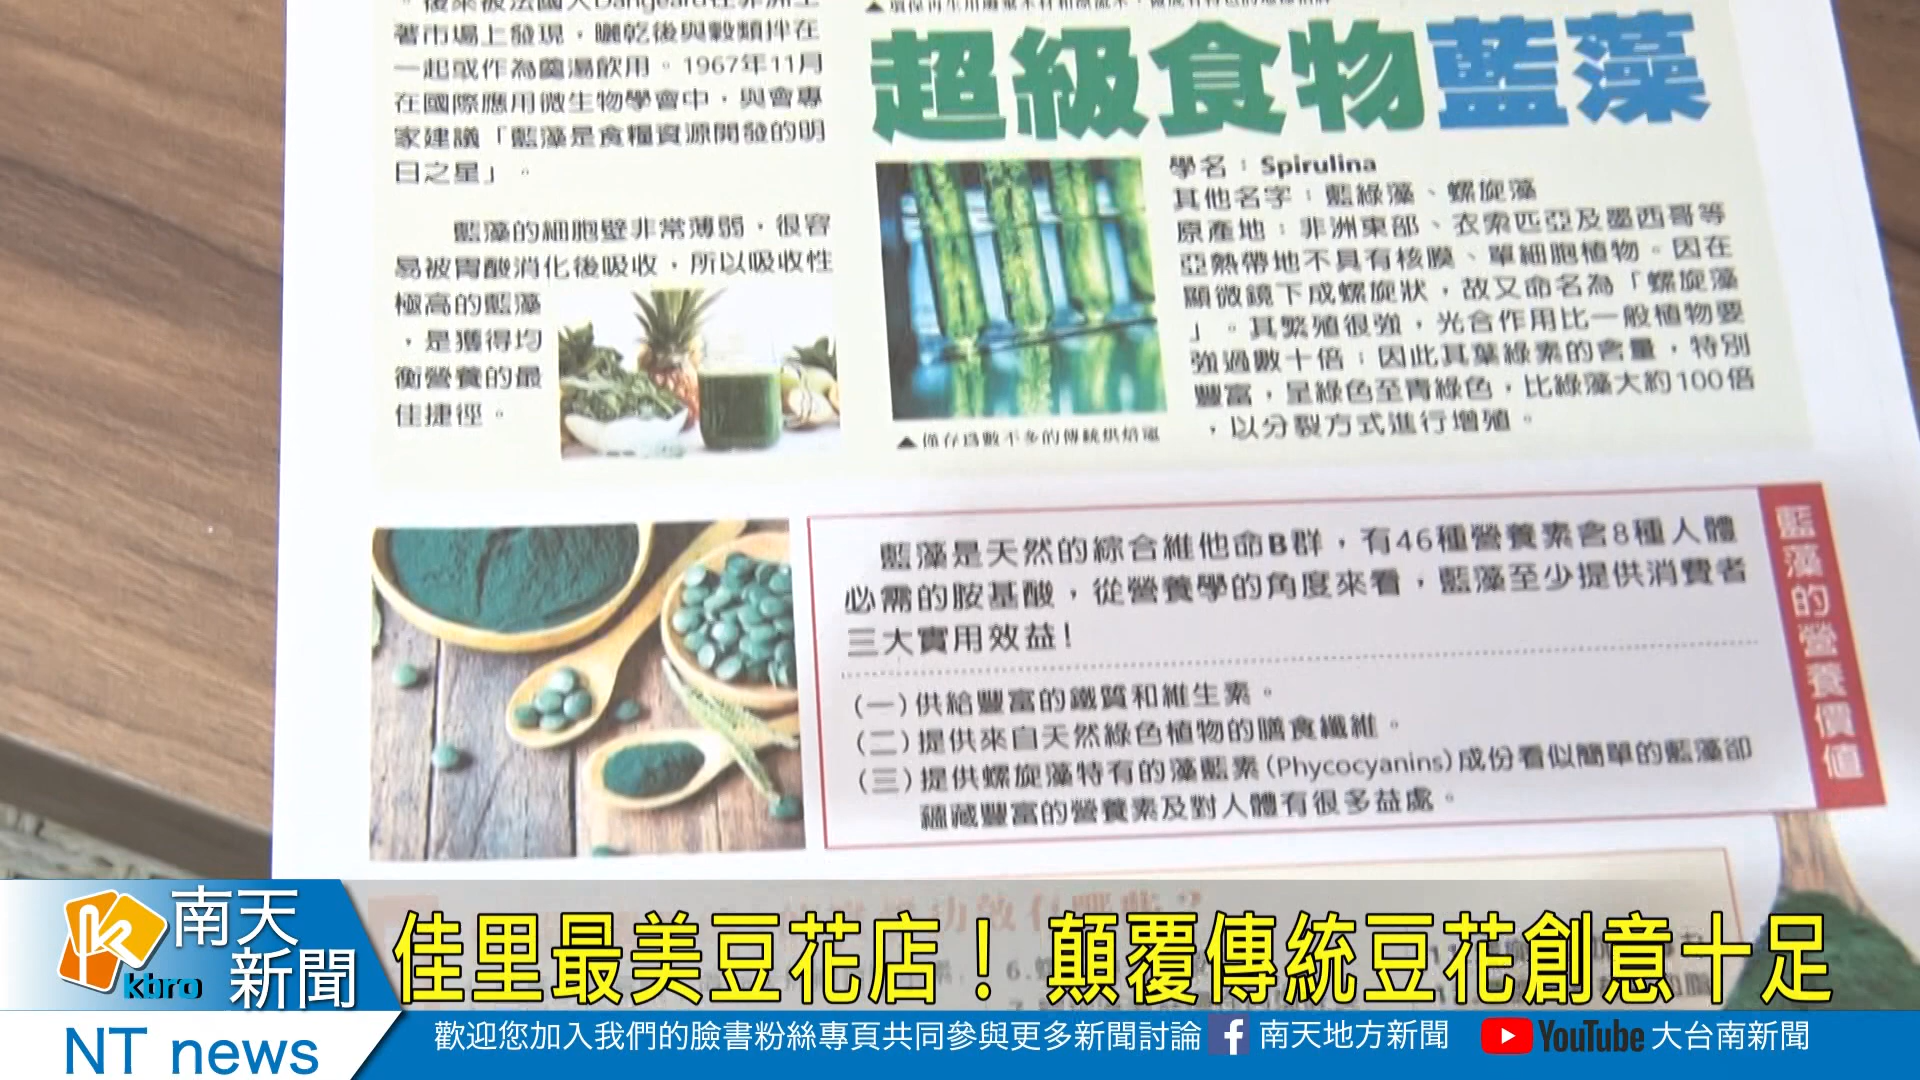 著市場上發現，曬乾後與穀類拌在
一起或作為羹湯飲用。1967年11月
在國際應用微生物學會中，與會專
家建議「藍藻是食糧資源開發的明
日之星」。
藍藻的細胞壁非常薄弱，很容
易被胃酸消化後吸收，所以吸收性
極高的藍藻
，是獲得均
衡營養的最
佳捷徑。
超級食物藍藻
學名：Spirulina
其他名字：藍綠藻、螺旋藻
原產地：非洲東部、衣索匹亞及墨西哥等
亞熱帶地不具有核膜、單細胞植物。因在
顯微鏡下成螺旋狀，故又命名為「螺旋藻
」。其繁殖很強，光合作用比一般植物要
強過數十倍；因此其葉綠素的含量，特別
豐富，呈綠色至青綠色，比綠藻大約100倍
，以分裂方式進行增殖。
▲僅存為數不多的傳統烘焙竈
藍藻是天然的綜合維他命B群，有46種營養素含8種人體
必需的胺基酸，從營養學的角度來看，藍藻至少提供消費者
三大實用效益！
(一)供給豐富的鐵質和維生素。
(二)提供來自天然綠色植物的膳食纖維。
(三)提供螺旋藻特有的藻藍素(Phycocyanins)成份看似簡單的藍藻卻
蘊藏豐富的營養素及對人體有很多益處。
藍藻的營養價值
kbro
南天
新聞
佳里最美豆花店！ 顛覆傳統豆花創意十足
NT news
歡迎您加入我們的臉書粉絲專頁共同參與更多新聞討論 南天地方新聞 YouTube 大台南新聞